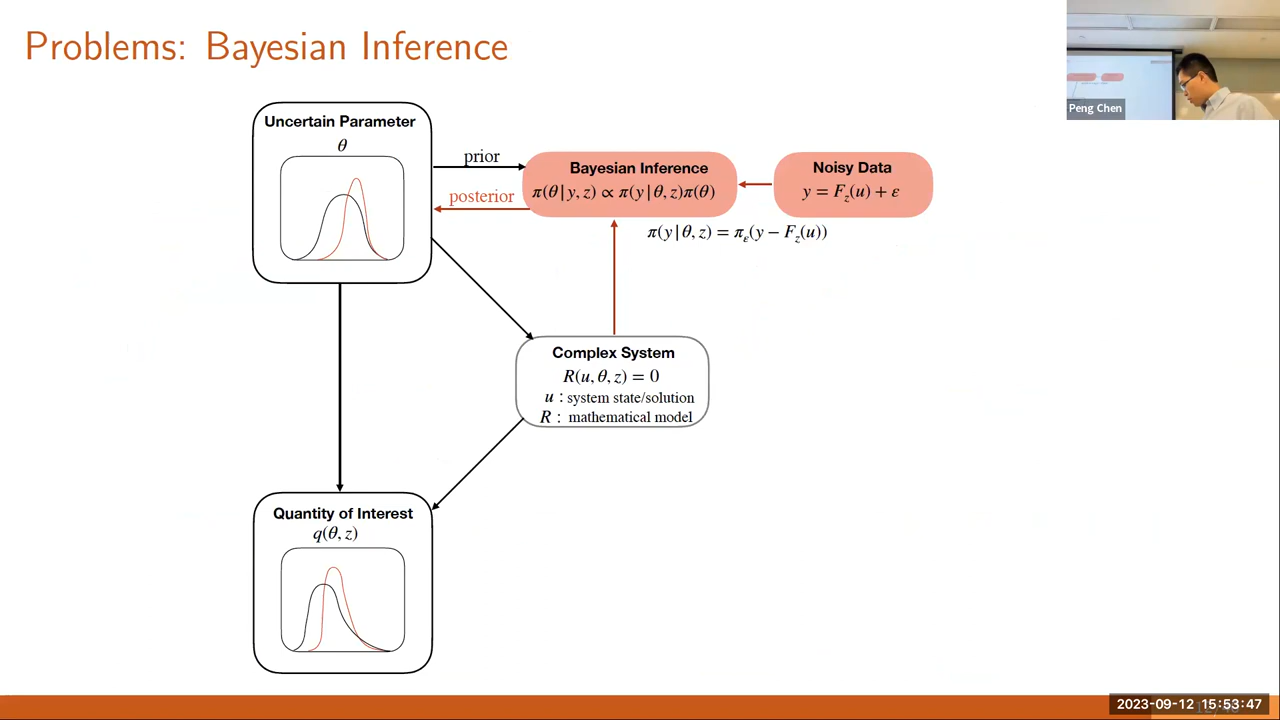 Problems: Bayesian Inference
Peng Chen
Uncertain Parameter
θ
prior
posterior
Bayesian Inference
π(θ|y, z) ∝ π(y|θ, z)π(θ)
Noisy Data
y = F_z(u) + ε
π(y|θ, z) = π_ε(y − F_z(u))
Complex System
R(u, θ, z) = 0
u : system state/solution
R : mathematical model
Quantity of Interest
q(θ, z)
2023-09-12 15:53:47